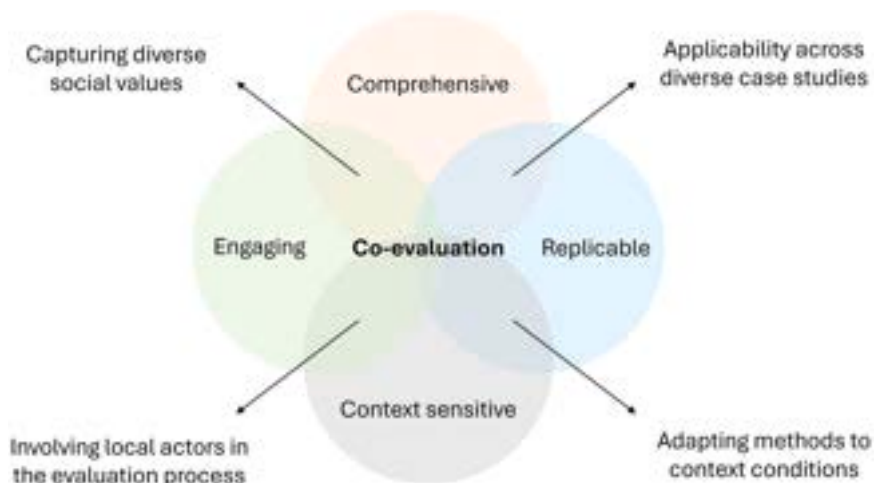 Capturing diverse
social values
Applicability across
diverse case studies
Comprehensive
Engaging
Co-evaluation
Replicable
Context sensitive
Involving local actors in
the evaluation process
Adapting methods to
context conditions